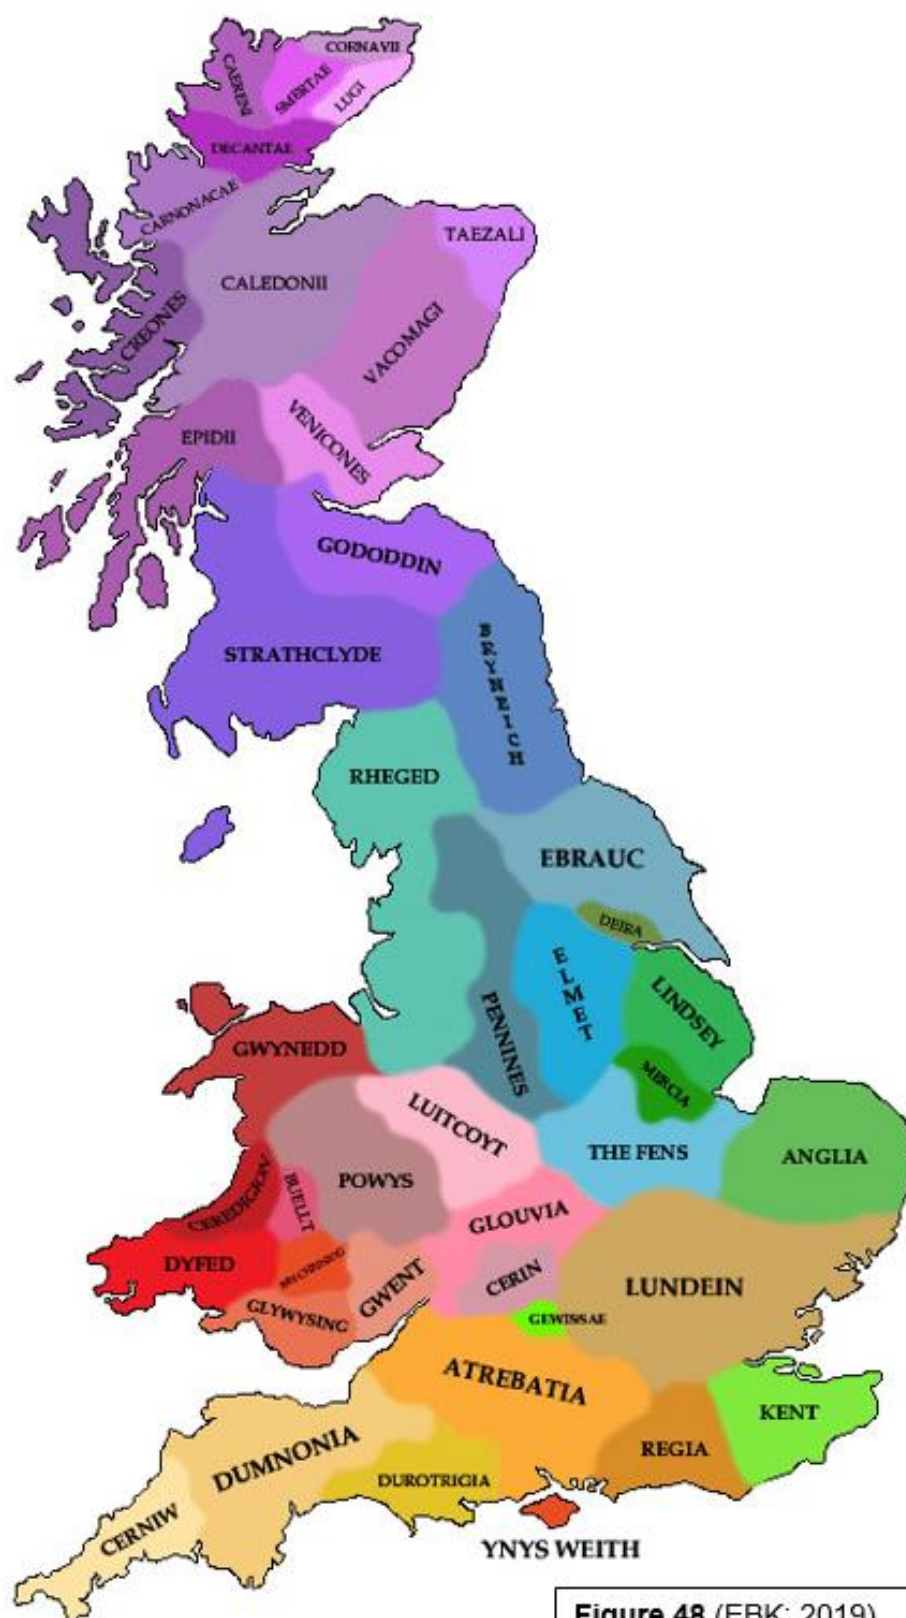 CORNAVII
CAERENI
SMERTAE
LUGI
DECANTAE
CARNONACAE
TAEZALI
CALEDONII
CREONES
VACOMAGI
VENICONES
EPIDII
GODODDIN
STRATHCLYDE
BRYNEICH
RHEGED
EBRAUC
DEIRA
ELMET
LINDSEY
PENNINES
GWYNEDD
MERCIA
LUITCOYT
THE FENS
ANGLIA
POWYS
CEREDIGION
BUELLT
GLOUVIA
DYFED
CERIN
GWENT
LUNDEIN
GLYWYSING
GEWISSAE
ATREBATIA
KENT
REGIA
DUMNONIA
DUROTRIGIA
CERNIW
YNYS WEITH
Figure 48 (EBK: 2019)